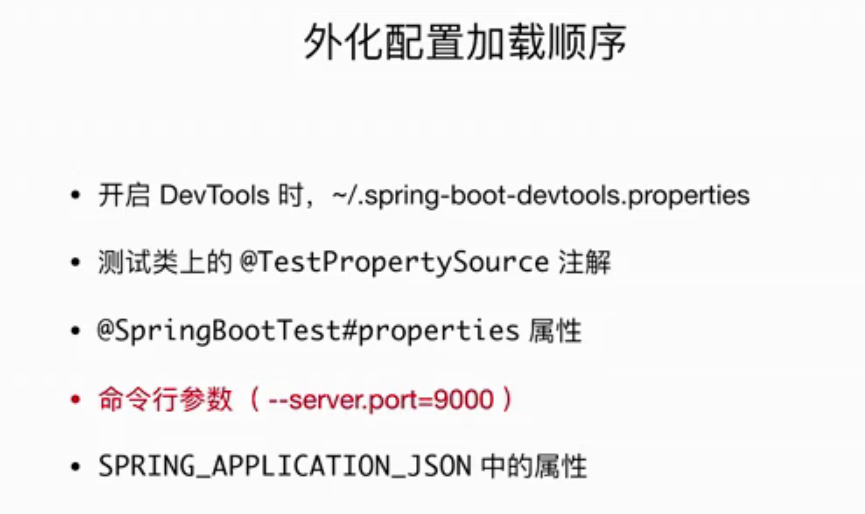 外化配置加载顺序
• 开启 DevTools 时，~/.spring-boot-devtools.properties
• 测试类上的 @TestPropertySource 注解
• @SpringBootTest#properties 属性
• 命令行参数（ --server.port=9000 ）
• SPRING_APPLICATION_JSON 中的属性